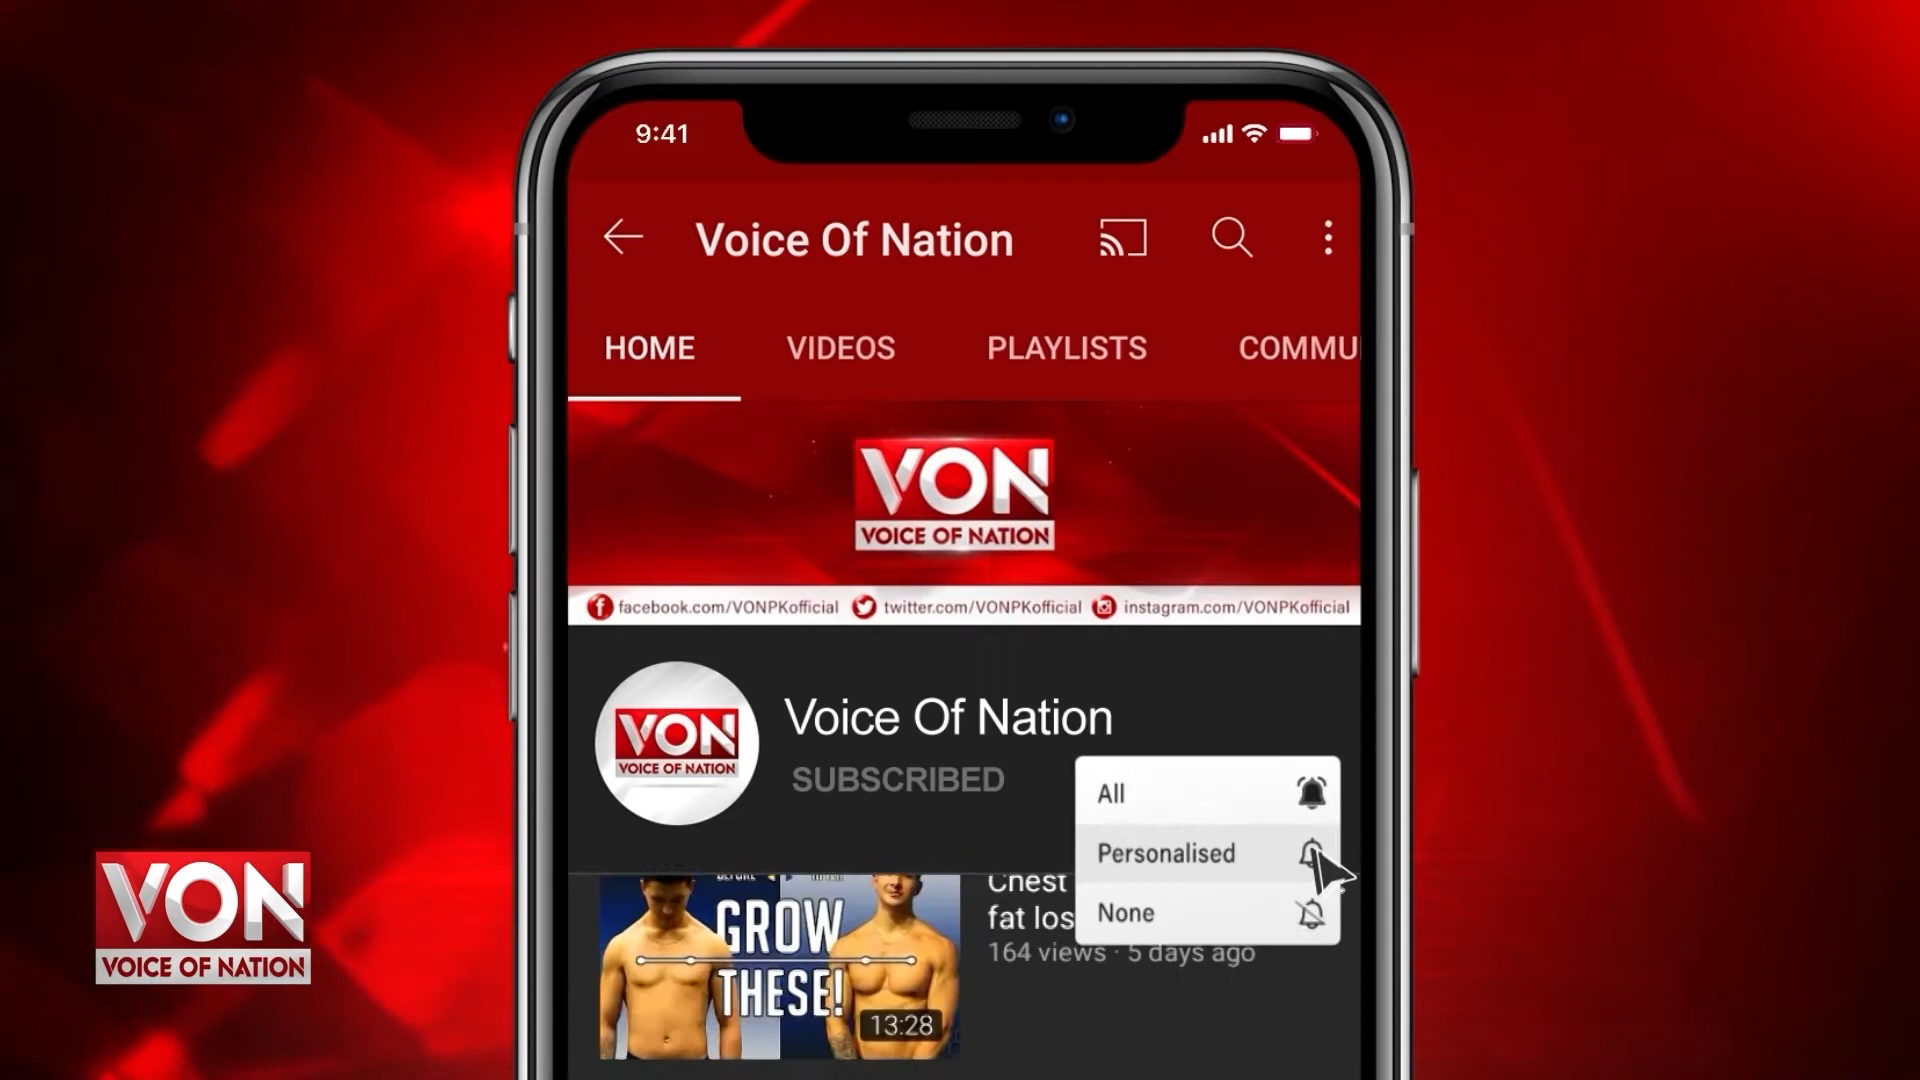 9:41
Voice Of Nation
HOME VIDEOS PLAYLISTS COMMU
VON
VOICE OF NATION
facebook.com/VONPKofficial twitter.com/VONPKofficial instagram.com/VONPKofficial
VON
VOICE OF NATION
Voice Of Nation
SUBSCRIBED
All
Personalised
None
GROW
THESE!
13:28
Chest
fat los
164 views · 5 days ago
VON
VOICE OF NATION